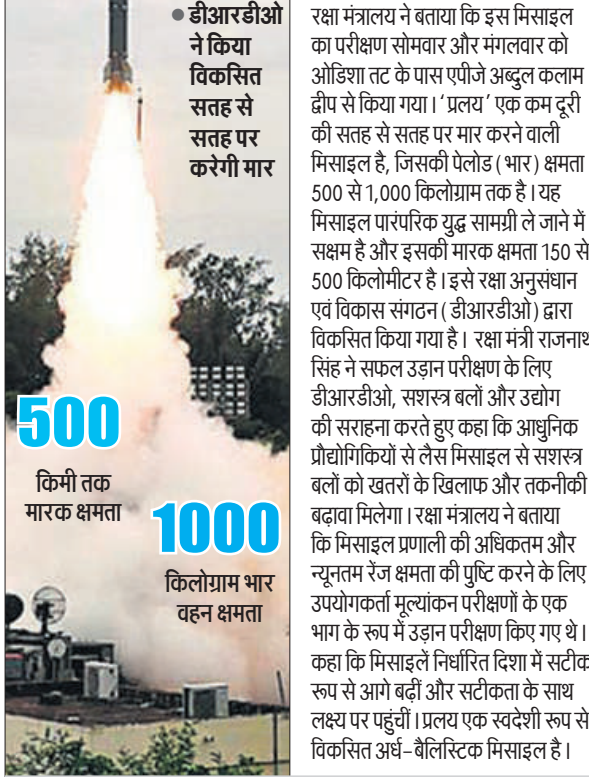 • डीआरडीओ
ने किया
विकसित
सतह से
सतह पर
करेगी मार
500
किमी तक
मारक क्षमता
1000
किलोग्राम भार
वहन क्षमता
रक्षा मंत्रालय ने बताया कि इस मिसाइल
का परीक्षण सोमवार और मंगलवार को
ओडिशा तट के पास एपीजे अब्दुल कलाम
द्वीप से किया गया। ‘प्रलय’ एक कम दूरी
की सतह से सतह पर मार करने वाली
मिसाइल है, जिसकी पेलोड (भार) क्षमता
500 से 1,000 किलोग्राम तक है। यह
मिसाइल पारंपरिक युद्ध सामग्री ले जाने में
सक्षम है और इसकी मारक क्षमता 150 से
500 किलोमीटर है। इसे रक्षा अनुसंधान
एवं विकास संगठन (डीआरडीओ) द्वारा
विकसित किया गया है। रक्षा मंत्री राजनाथ
सिंह ने सफल उड़ान परीक्षण के लिए
डीआरडीओ, सशस्त्र बलों और उद्योग
की सराहना करते हुए कहा कि आधुनिक
प्रौद्योगिकियों से लैस मिसाइल से सशस्त्र
बलों को खतरों के खिलाफ और तकनीकी
बढ़ावा मिलेगा। रक्षा मंत्रालय ने बताया
कि मिसाइल प्रणाली की अधिकतम और
न्यूनतम रेंज क्षमता की पुष्टि करने के लिए
उपयोगकर्ता मूल्यांकन परीक्षणों के एक
भाग के रूप में उड़ान परीक्षण किए गए थे।
कहा कि मिसाइलें निर्धारित दिशा में सटीक
रूप से आगे बढ़ीं और सटीकता के साथ
लक्ष्य पर पहुंचीं। प्रलय एक स्वदेशी रूप से
विकसित अर्ध-बैलिस्टिक मिसाइल है।